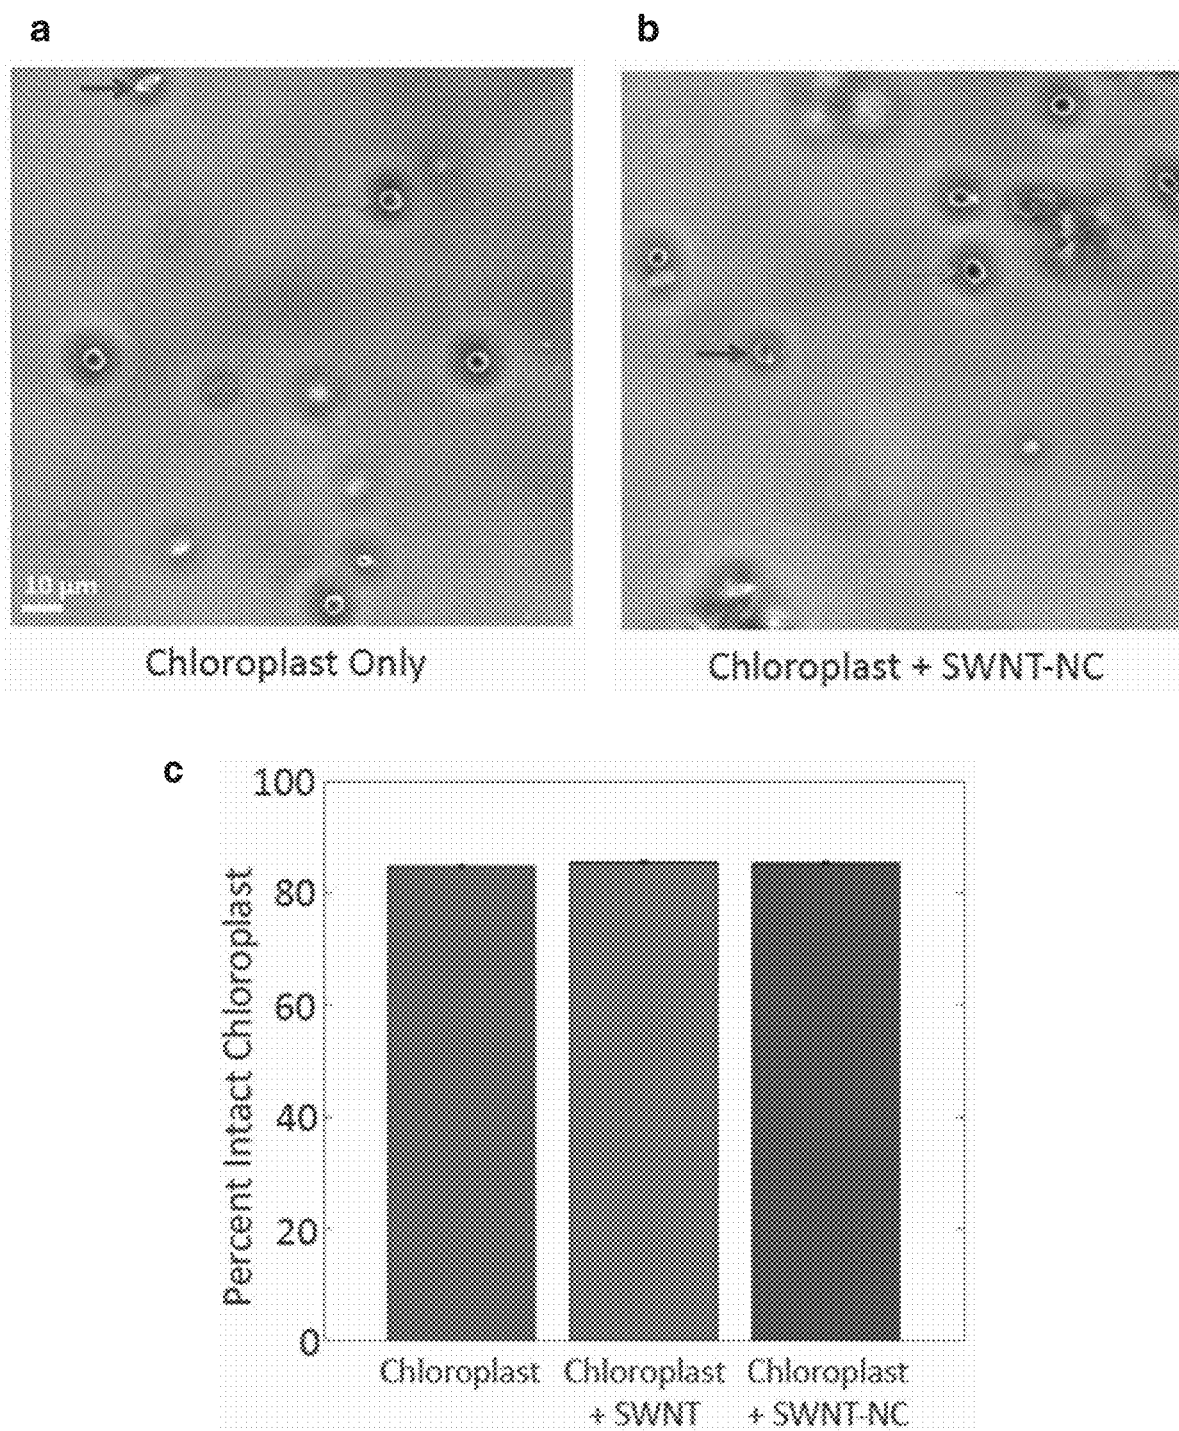 a
b
10 µm
Chloroplast Only
Chloroplast + SWNT-NC
c
100
80
60
40
20
0
Percent Intact Chloroplast
Chloroplast
Chloroplast
+ SWNT
Chloroplast
+ SWNT-NC